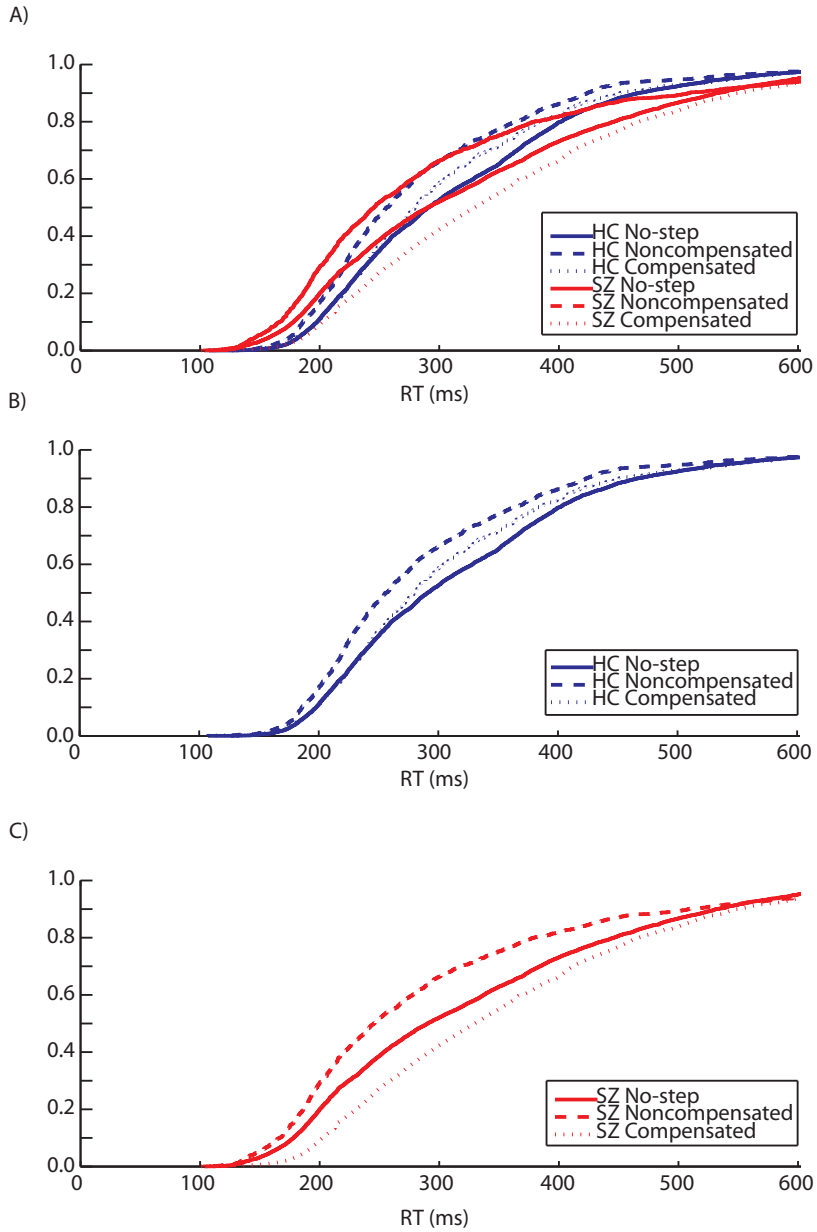 A)
1.0
0.8
0.6
0.4
0.2
0.0
0 100 200 300 400 500 600
RT (ms)
HC No-step
HC Noncompensated
HC Compensated
SZ No-step
SZ Noncompensated
SZ Compensated
B)
1.0
0.8
0.6
0.4
0.2
0.0
0 100 200 300 400 500 600
RT (ms)
HC No-step
HC Noncompensated
HC Compensated
C)
1.0
0.8
0.6
0.4
0.2
0.0
0 100 200 300 400 500 600
RT (ms)
SZ No-step
SZ Noncompensated
SZ Compensated